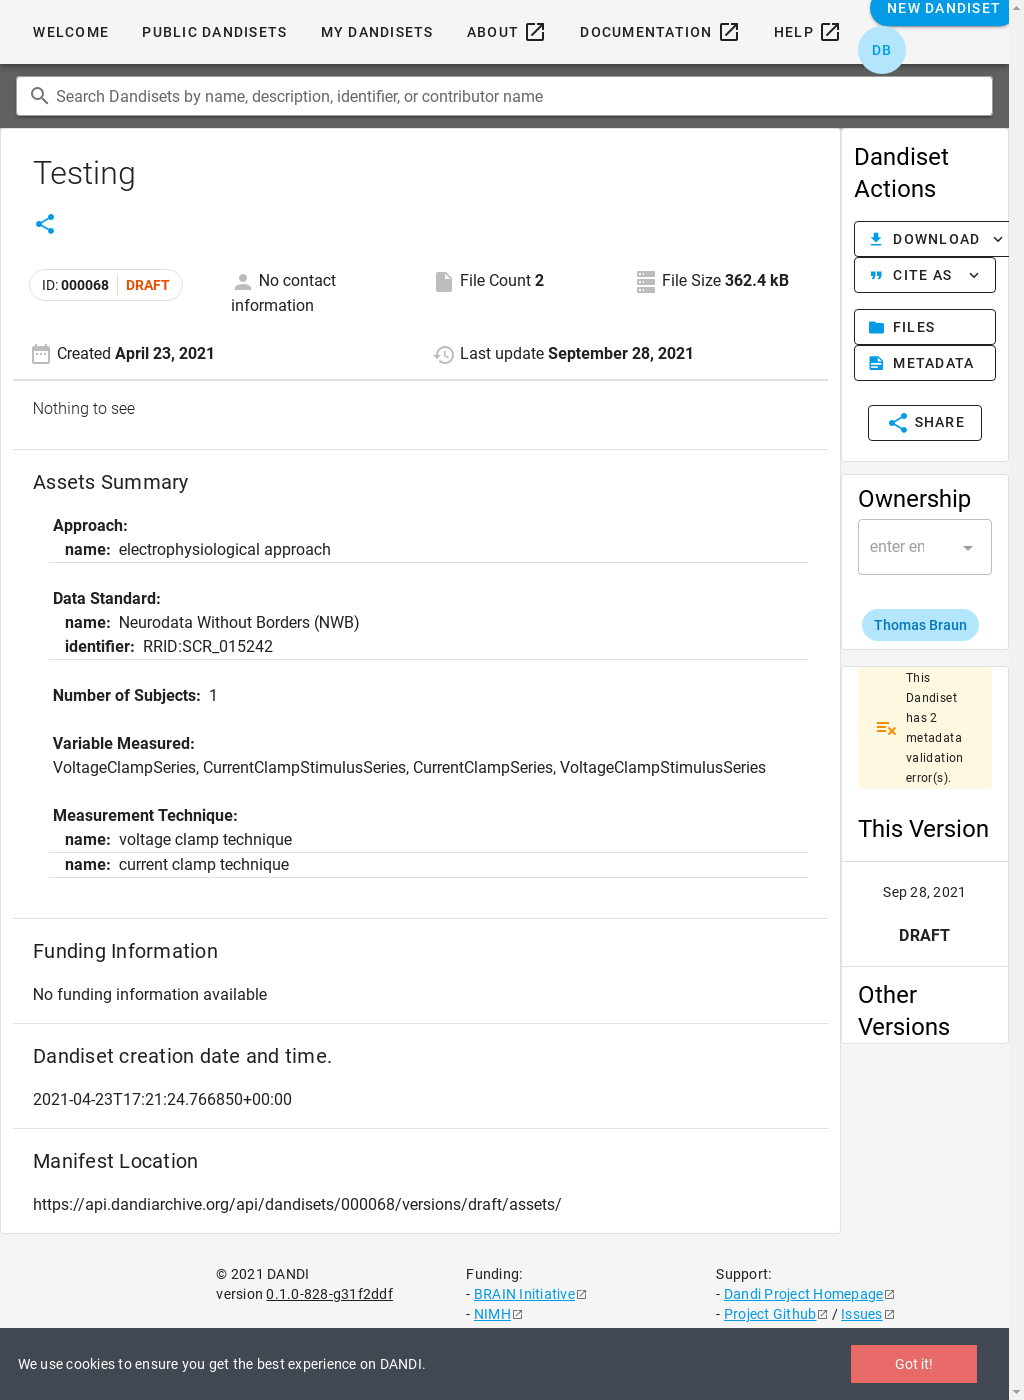 WELCOME
PUBLIC DANDISETS
MY DANDISETS
ABOUT
DOCUMENTATION
HELP
NEW DANDISET
DB
Search Dandisets by name, description, identifier, or contributor name
Testing
ID: 000068 DRAFT
No contact
information
File Count 2
File Size 362.4 kB
Created April 23, 2021
Last update September 28, 2021
Nothing to see
Assets Summary
Approach:
name: electrophysiological approach
Data Standard:
name: Neurodata Without Borders (NWB)
identifier: RRID:SCR_015242
Number of Subjects: 1
Variable Measured:
VoltageClampSeries, CurrentClampStimulusSeries, CurrentClampSeries, VoltageClampStimulusSeries
Measurement Technique:
name: voltage clamp technique
name: current clamp technique
Funding Information
No funding information available
Dandiset creation date and time.
2021-04-23T17:21:24.766850+00:00
Manifest Location
https://api.dandiarchive.org/api/dandisets/000068/versions/draft/assets/
Dandiset
Actions
DOWNLOAD
CITE AS
FILES
METADATA
SHARE
Ownership
enter en
Thomas Braun
This
Dandiset
has 2
metadata
validation
error(s).
This Version
Sep 28, 2021
DRAFT
Other
Versions
© 2021 DANDI
version 0.1.0-828-g31f2ddf
Funding:
- BRAIN Initiative
- NIMH
Support:
- Dandi Project Homepage
- Project Github / Issues
We use cookies to ensure you get the best experience on DANDI.
Got it!